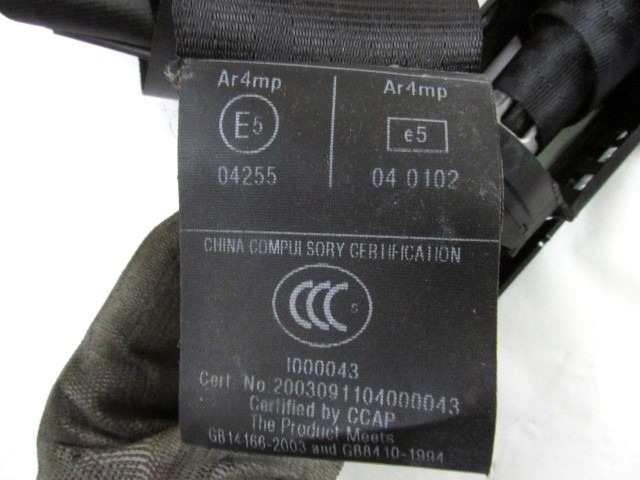 Ar4mp Ar4mp
E5 e5
04255 04 0102
CHINA COMPULSORY CERTIFICATION
CCC S
I000043
Cert. No.2003091104000043
Certified by CCAP
The Product Meets
GB14166-2003 and GB8410-1994